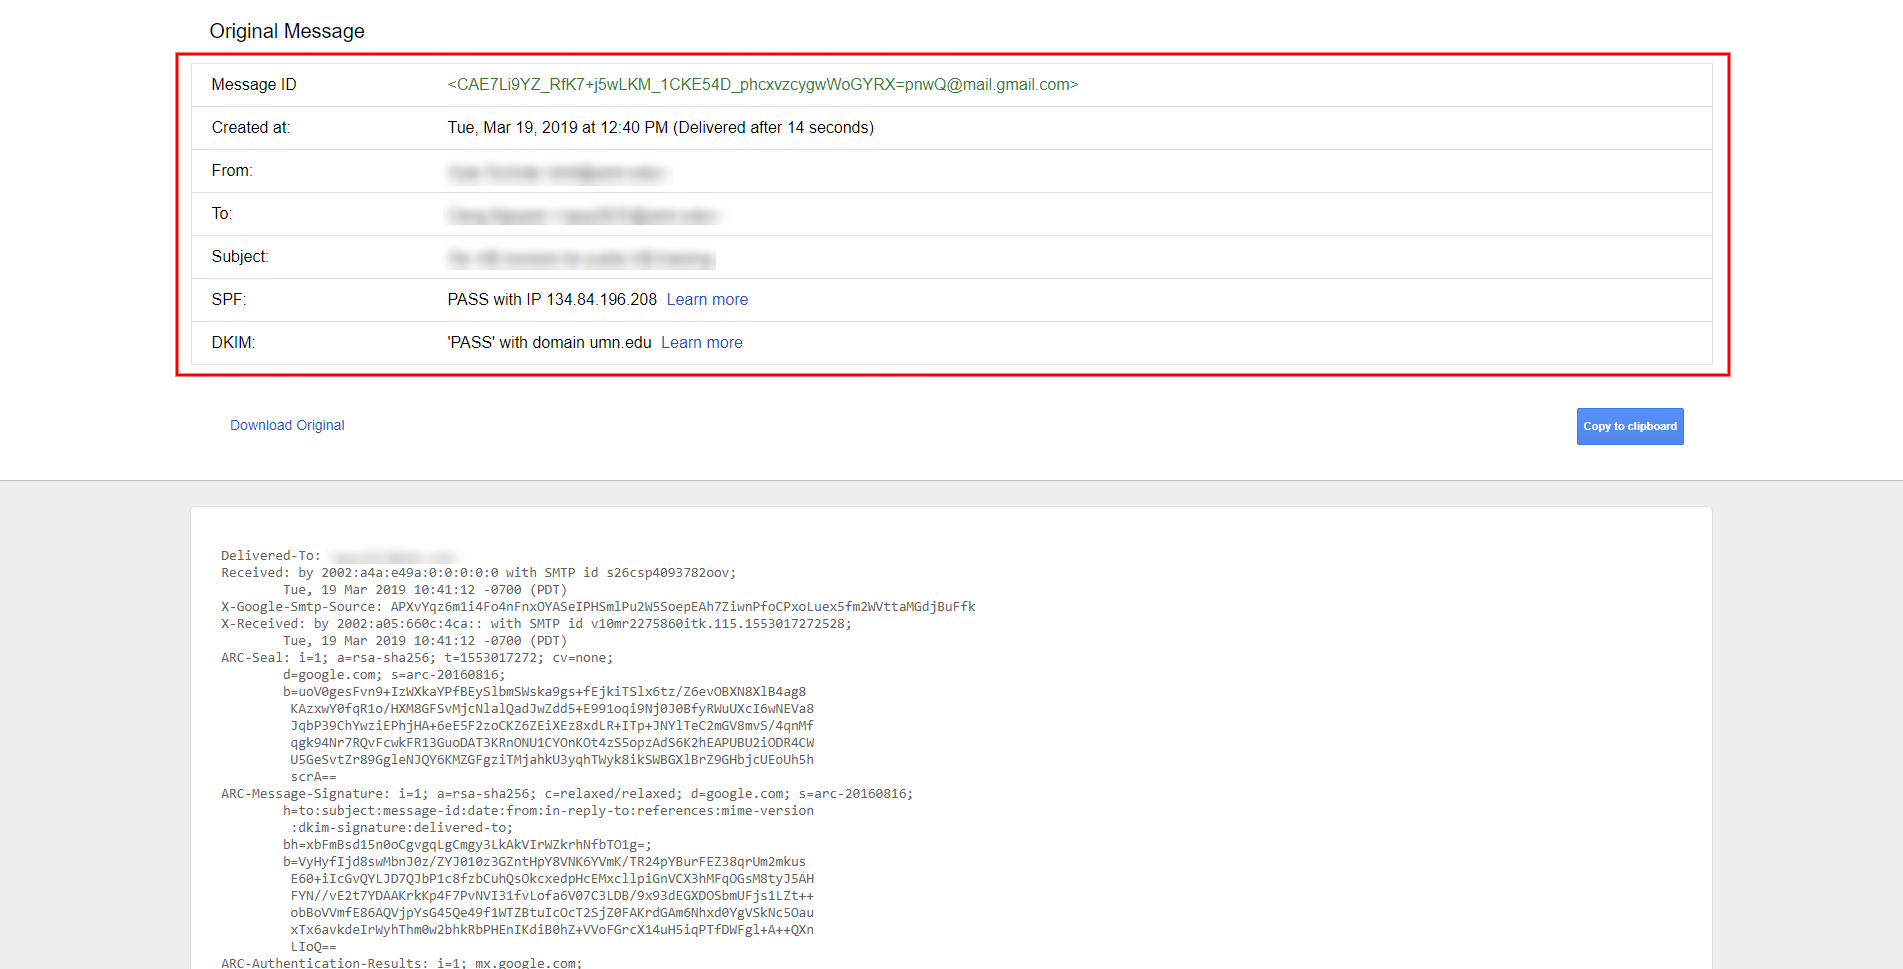 Original Message
Message ID <CAE7Li9YZ_RfK7+j5wLKM_1CKE54D_phcxvzcygwWoGYRX=pnwQ@mail.gmail.com>
Created at: Tue, Mar 19, 2019 at 12:40 PM (Delivered after 14 seconds)
From:
To:
Subject:
SPF: PASS with IP 134.84.196.208 Learn more
DKIM: 'PASS' with domain umn.edu Learn more
Download Original
Copy to clipboard
Delivered-To:
Received: by 2002:a4a:e49a:0:0:0:0:0 with SMTP id s26csp4093782oov;
Tue, 19 Mar 2019 10:41:12 -0700 (PDT)
X-Google-Smtp-Source: APXvYqz6m1i4Fo4nFnxOYASeIPHSmlPu2W5SoepEAh7ZiwnPfoCPxoLuex5fm2WVttaMGdjBuFfk
X-Received: by 2002:a05:660c:4ca:: with SMTP id v10mr2275860itk.115.1553017272528;
Tue, 19 Mar 2019 10:41:12 -0700 (PDT)
ARC-Seal: i=1; a=rsa-sha256; t=1553017272; cv=none;
d=google.com; s=arc-20160816;
b=uoV0gesFvn9+IzWXkaYPfBEySlbmSWska9gs+fEjkiTSlx6tz/Z6evOBXN8XlB4ag8
KAzxwY0fqR1o/HXM8GFSvMjcNlalQadJwZdd5+E991oqi9Nj0J0BfyRWuUXcI6wNEVa8
JqbP39ChYwziEPhjHA+6eE5F2zoCKZ6ZEiXEz8xdLR+ITp+JNYlTeC2mGV8mvS/4qnMf
qgk94Nr7RQvFcwkFR13GuoDAT3KRnONU1CYOnKOt4zS5opzAdS6K2hEAPUBU2iODR4CW
U5GeSvtZr89GgleNJQY6KMZGFgziTMjahkU3yqhTWyk8ikSWBGXlBrZ9GHbjcUEoUh5h
scrA==
ARC-Message-Signature: i=1; a=rsa-sha256; c=relaxed/relaxed; d=google.com; s=arc-20160816;
h=to:subject:message-id:date:from:in-reply-to:references:mime-version
:dkim-signature:delivered-to;
bh=xbFmBsd15n0oCgvgqLgCmgy3LkAkVIrWZkrhNfbTO1g=;
b=VyHyfIjd8swMbnJ0z/ZYJ010z3GZntHpY8VNK6YVmK/TR24pYBurFEZ38qrUm2mkus
E60+iIcGvQYLJD7QJbP1c8fzbCuhQsOkcxedpHcEMxcllpiGnVCX3hMFqOGsM8tyJ5AH
FYN//vE2t7YDAAKrkKp4F7PvNVI31fvLofa6V07C3LDB/9x93dEGXDOSbmUFjs1LZt++
obBoVVmfE86AQVjpYsG45Qe49f1WTZBtuIcOcT2SjZ0FAKrdGAm6Nhxd0YgVSkNc5Oau
xTx6avkdeIrWyhThm0w2bhkRbPHEnIKdiB0hZ+VVoFGrcX14uH5iqPTfDWFgl+A++QXn
LIoQ==
ARC-Authentication-Results: i=1; mx.google.com;